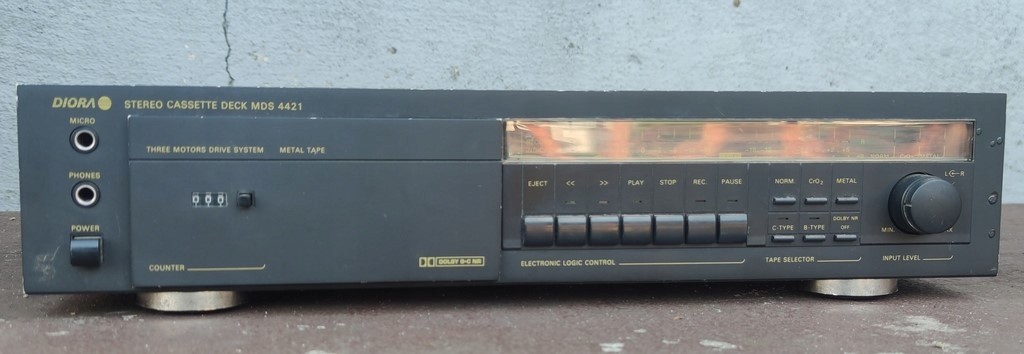 DIORA STEREO CASSETTE DECK MDS 4421
MICRO
PHONES
POWER
THREE MOTORS DRIVE SYSTEM METAL TAPE
000
COUNTER
DOLBY B-C NR
EJECT << >> PLAY STOP REC. PAUSE
ELECTRONIC LOGIC CONTROL
NORM. CrO₂ METAL
C-TYPE B-TYPE DOLBY NR OFF
TAPE SELECTOR
L R
MIN.
INPUT LEVEL